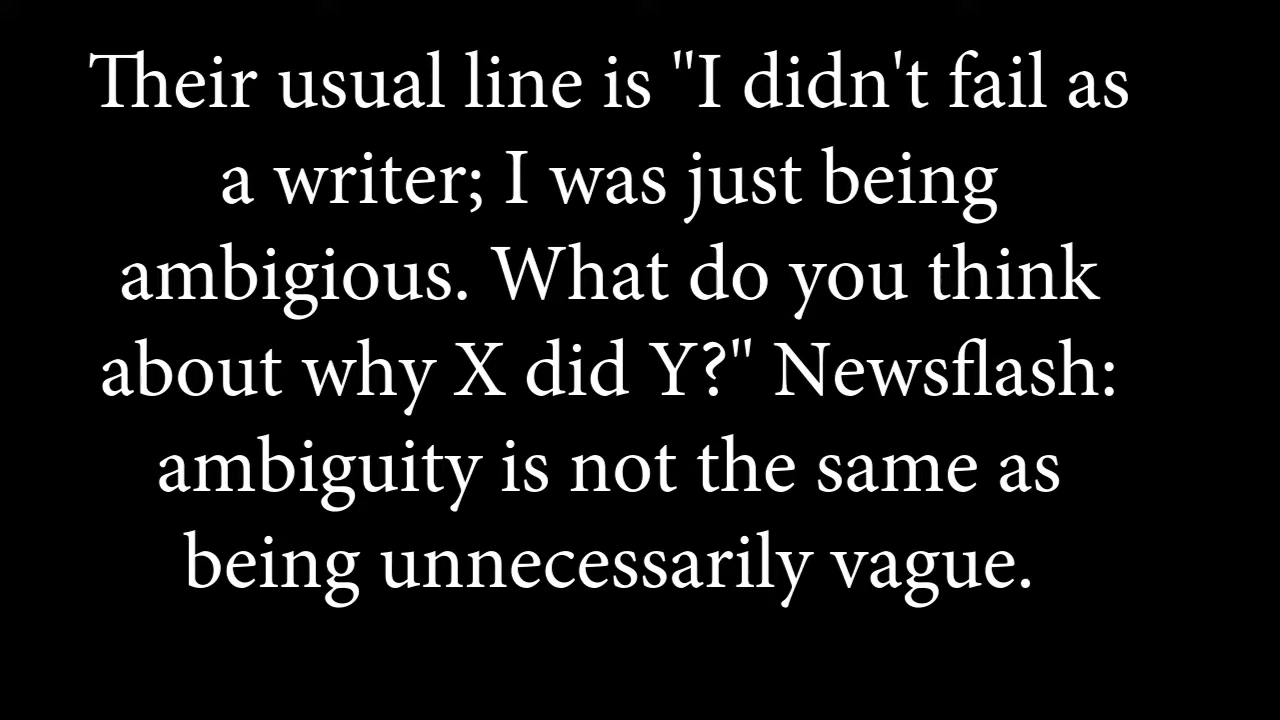 Their usual line is "I didn't fail as
a writer; I was just being
ambigious. What do you think
about why X did Y?" Newsflash:
ambiguity is not the same as
being unnecessarily vague.